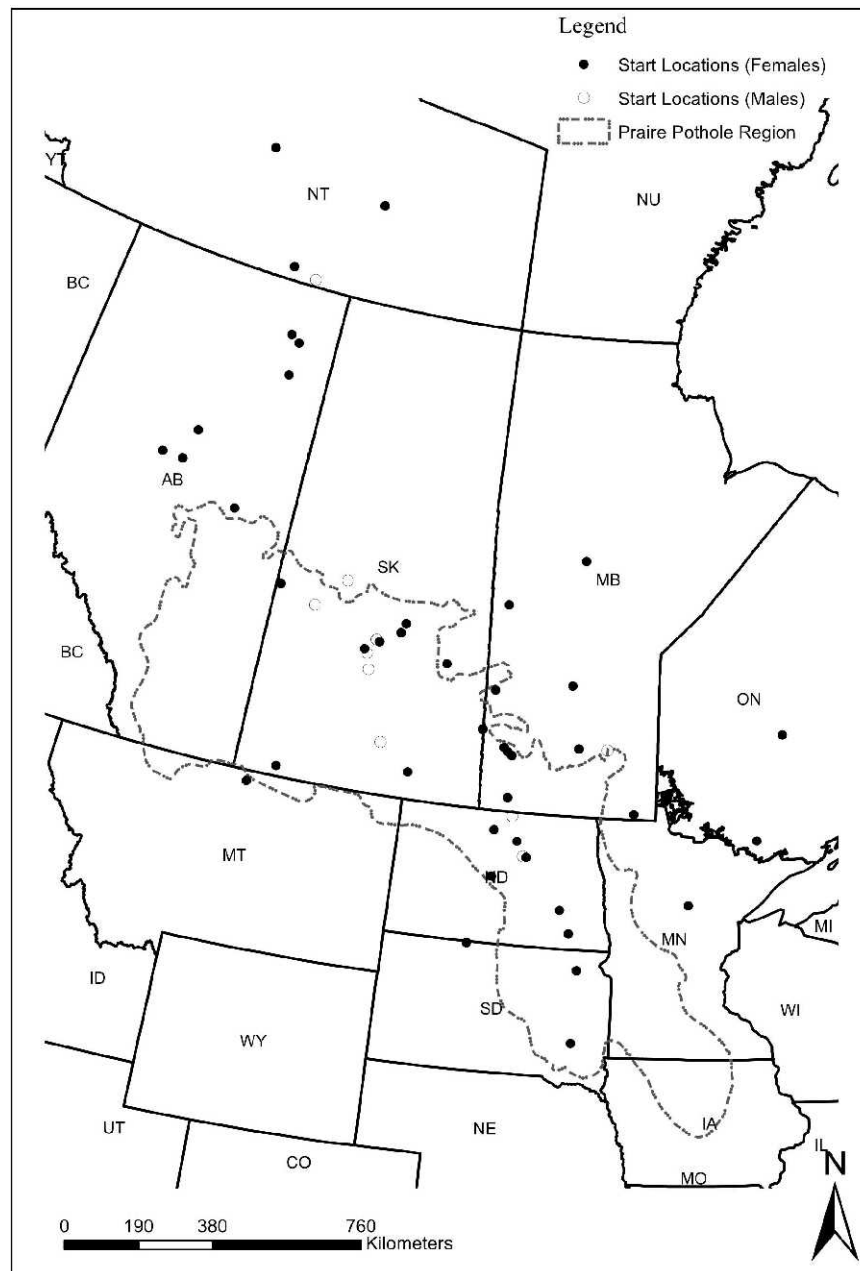 Legend
Start Locations (Females)
Start Locations (Males)
Praire Pothole Region
YT
NT
NU
BC
AB
SK
MB
BC
ON
MT
ND
MN
MI
ID
SD
WI
WY
UT
NE
IA
IL
CO
MO
N
0 190 380 760
Kilometers